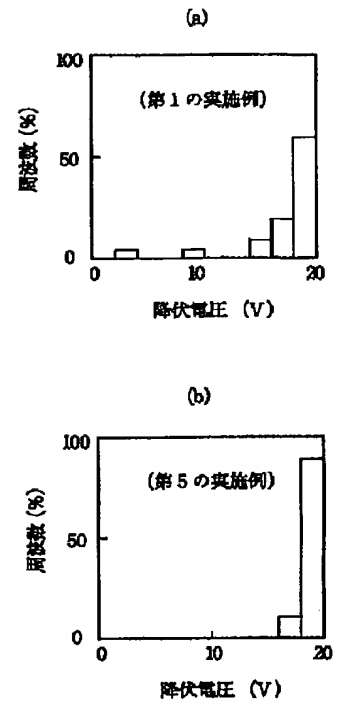 (a)
100
(第1の実施例)
周波数 (%)
50
0
0 10 20
降伏電圧 (V)
(b)
100
(第5の実施例)
周波数 (%)
50
0
0 10 20
降伏電圧 (V)